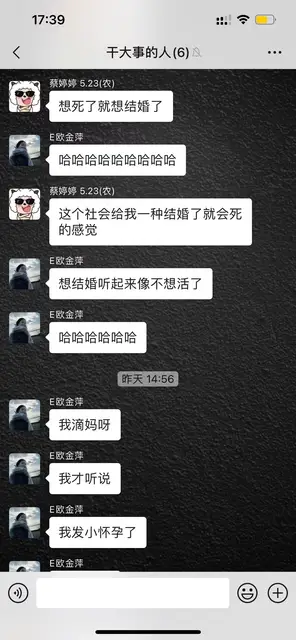 17:39
干大事的人(6)
蔡婷婷 5.23(农)
想死了就想结婚了
E欧金萍
哈哈哈哈哈哈哈哈哈
蔡婷婷 5.23(农)
这个社会给我一种结婚了就会死
的感觉
E欧金萍
想结婚听起来像不想活了
E欧金萍
哈哈哈哈哈哈
昨天 14:56
E欧金萍
我滴妈呀
E欧金萍
我才听说
E欧金萍
我发小怀孕了
E欧金萍